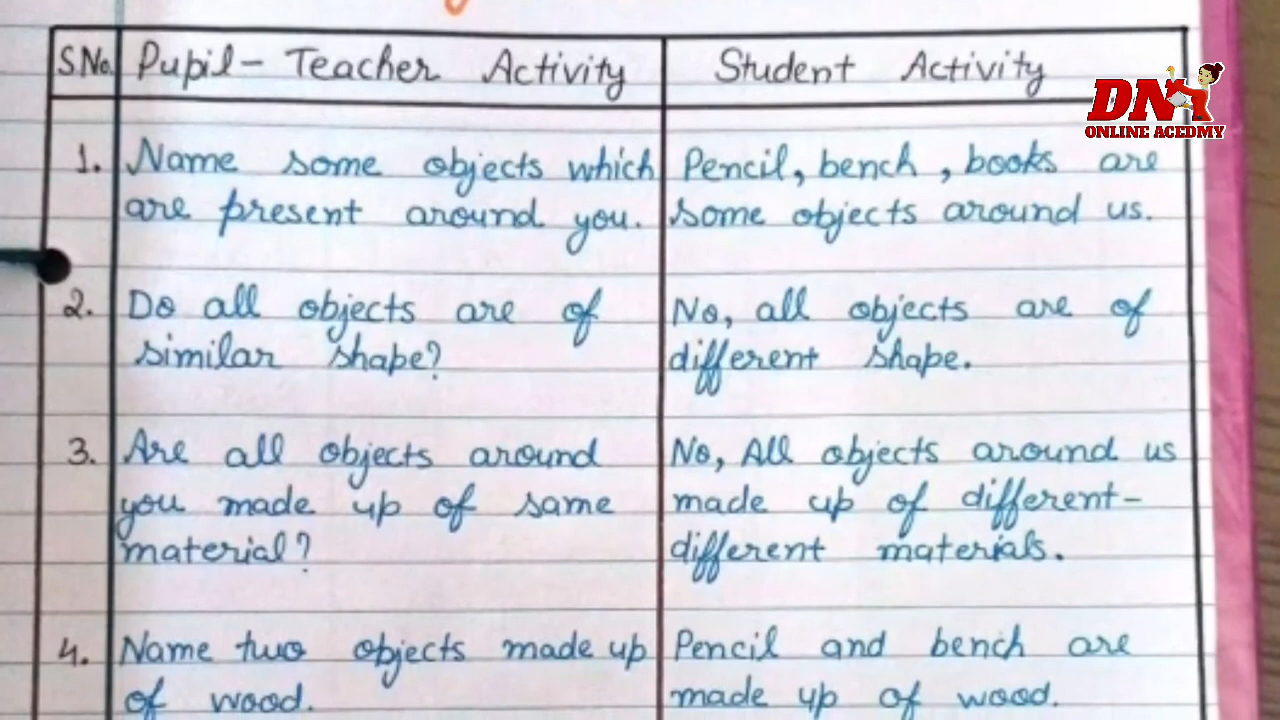 S.No. Pupil- Teacher Activity Student Activity
1. Name some objects which
are present around you.
Pencil, bench, books are
some objects around us.
2. Do all objects are of
similar shape?
No, all objects are of
different shape.
3. Are all objects around
you made up of same
material?
No, All objects around us
made up of different-
different materials.
4. Name two objects made up
of wood.
Pencil and bench are
made up of wood.
DNA
ONLINE ACEDMY